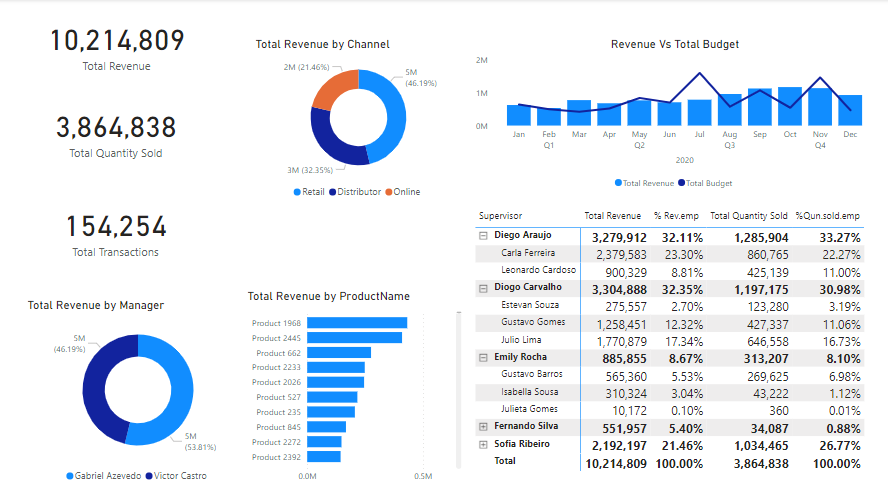 10,214,809
Total Revenue
3,864,838
Total Quantity Sold
154,254
Total Transactions
Total Revenue by Channel
2M (21.46%)
5M
(46.19%)
3M (32.35%)
Retail Distributor Online
Revenue Vs Total Budget
2M
1M
0M
Jan Feb Mar Apr May Jun Jul Aug Sep Oct Nov Dec
Q1 Q2 Q3 Q4
2020
Total Revenue Total Budget
Total Revenue by Manager
5M
(46.19%)
5M
(53.81%)
Gabriel Azevedo Victor Castro
Total Revenue by ProductName
Product 1968
Product 2445
Product 662
Product 2233
Product 2026
Product 527
Product 235
Product 845
Product 2272
Product 2392
0.0M 0.5M
Supervisor Total Revenue % Rev.emp Total Quantity Sold %Qun.sold.emp
Diego Araujo 3,279,912 32.11% 1,285,904 33.27%
Carla Ferreira 2,379,583 23.30% 860,765 22.27%
Leonardo Cardoso 900,329 8.81% 425,139 11.00%
Diogo Carvalho 3,304,888 32.35% 1,197,175 30.98%
Estevan Souza 275,557 2.70% 123,280 3.19%
Gustavo Gomes 1,258,451 12.32% 427,337 11.06%
Julio Lima 1,770,879 17.34% 646,558 16.73%
Emily Rocha 885,855 8.67% 313,207 8.10%
Gustavo Barros 565,360 5.53% 269,625 6.98%
Isabella Sousa 310,324 3.04% 43,222 1.12%
Julieta Gomes 10,172 0.10% 360 0.01%
Fernando Silva 551,957 5.40% 34,087 0.88%
Sofia Ribeiro 2,192,197 21.46% 1,034,465 26.77%
Total 10,214,809 100.00% 3,864,838 100.00%